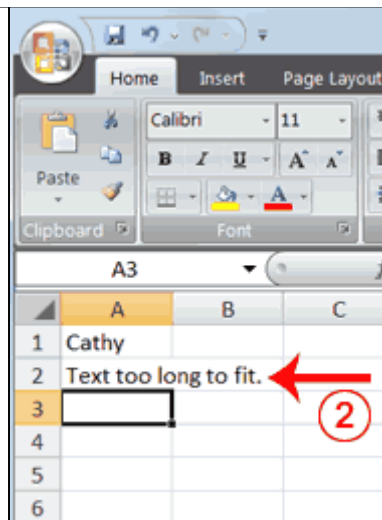 Home Insert Page Layout
Calibri 11
B I U A A
Paste A
Clipboard Font
A3
A B C
1 Cathy
2 Text too long to fit.
2
3
4
5
6